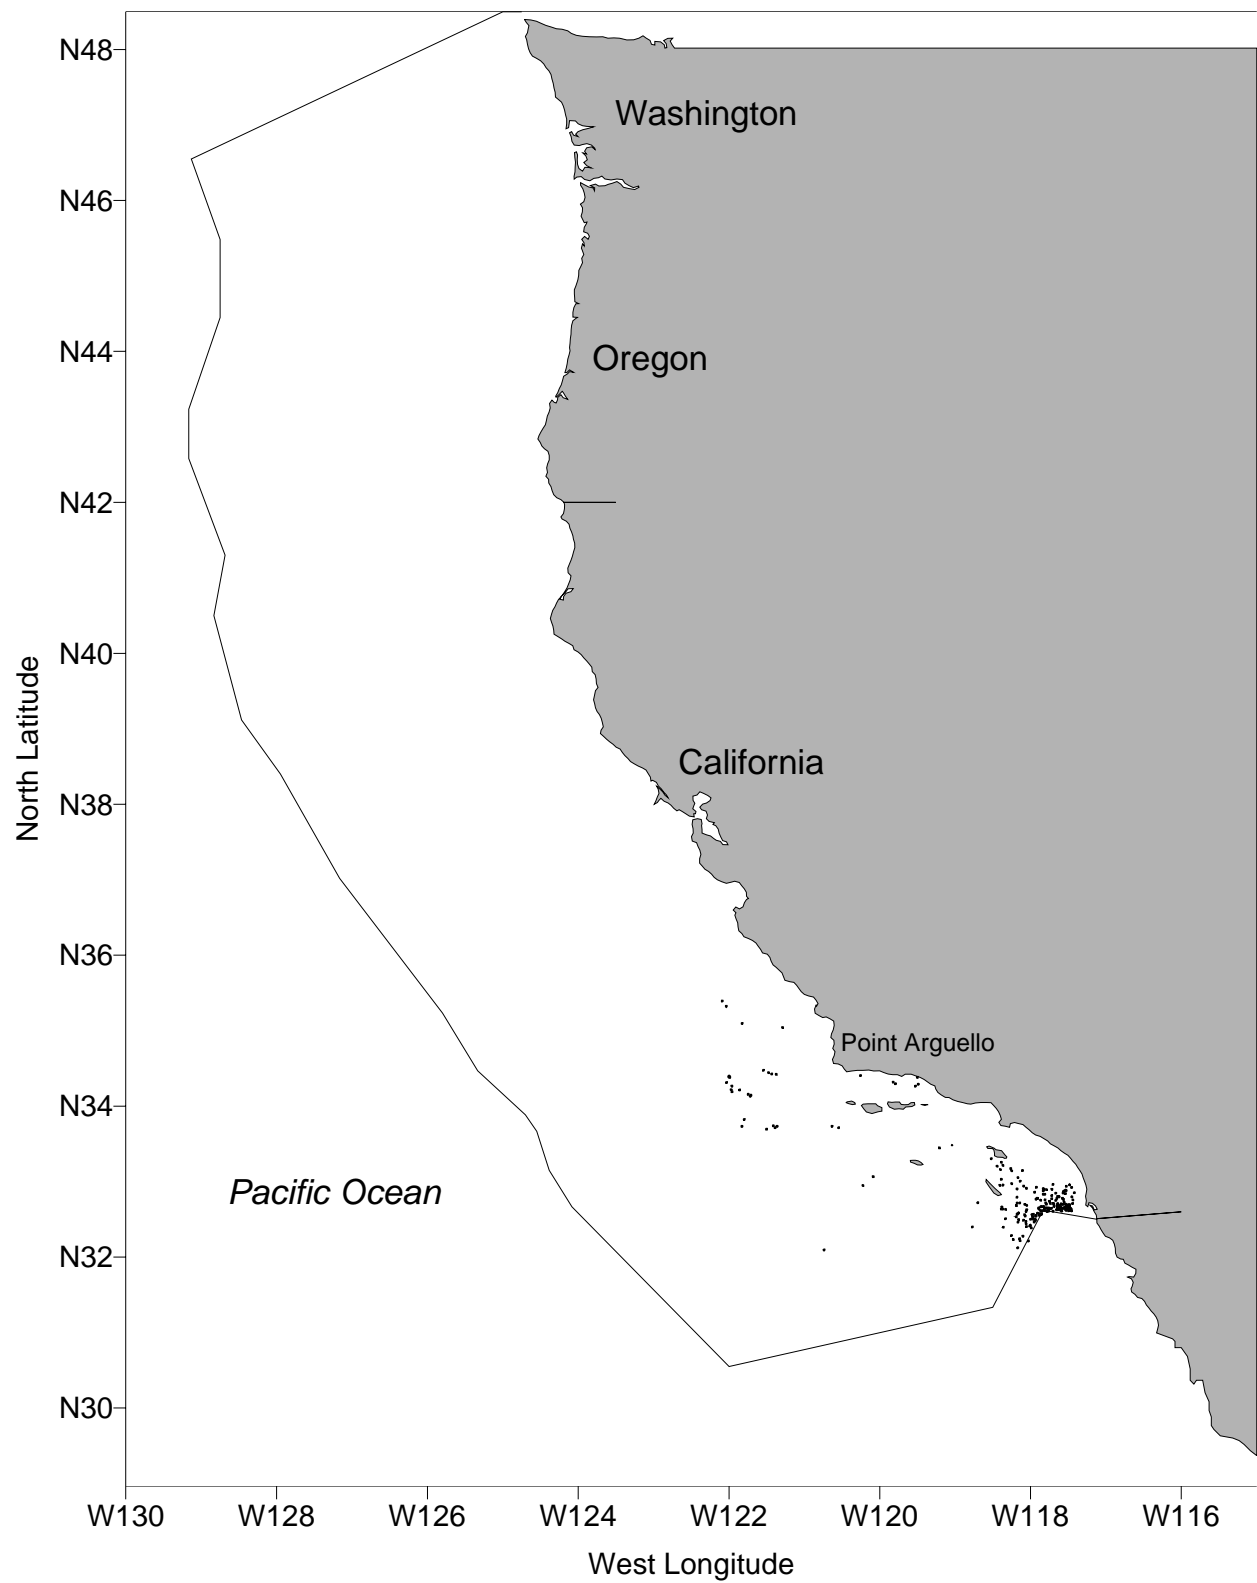 N48
Washington
N46
N44
Oregon
N42
N40
North Latitude
California
N38
N36
Point Arguello
N34
Pacific Ocean
N32
N30
W130
W128
W126
W124
W122
W120
W118
W116
West Longitude